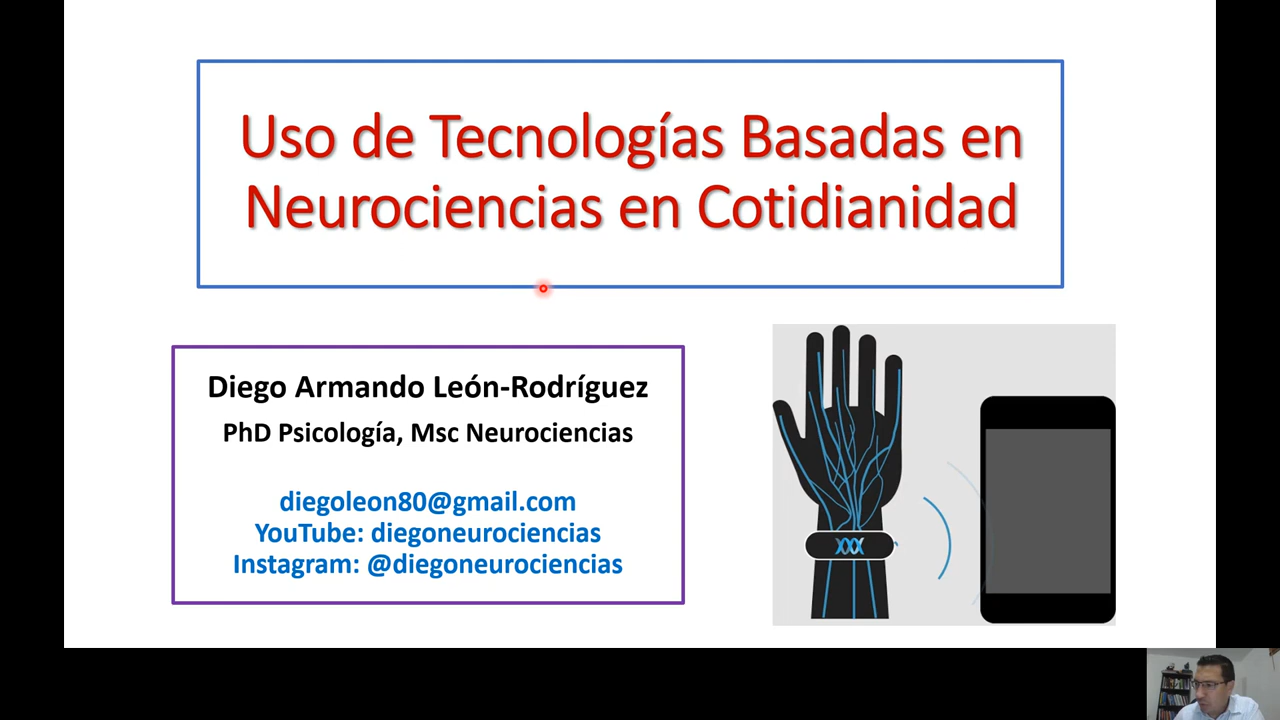 Uso de Tecnologías Basadas en
Neurociencias en Cotidianidad
Diego Armando León-Rodríguez
PhD Psicología, Msc Neurociencias
diegoleon80@gmail.com
YouTube: diegoneurociencias
Instagram: @diegoneurociencias